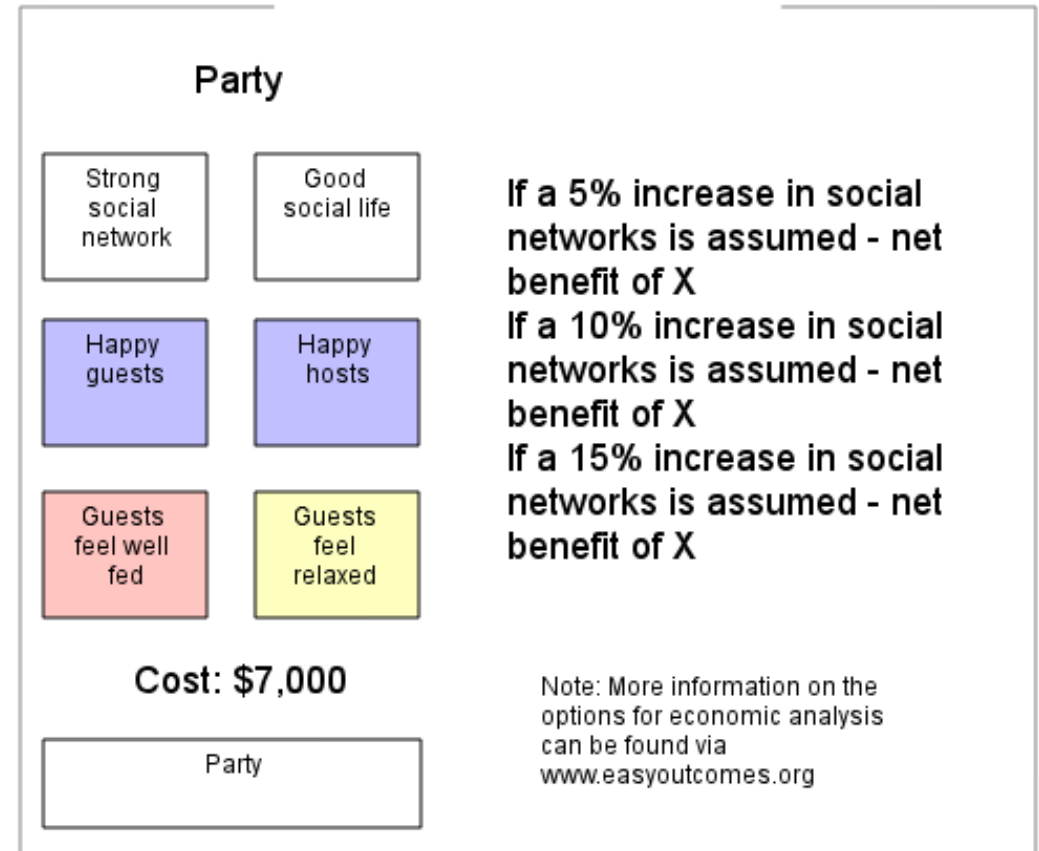 Party
Strong
social
network
Good
social life
Happy
guests
Happy
hosts
Guests
feel well
fed
Guests
feel
relaxed
Cost: $7,000
Party
If a 5% increase in social
networks is assumed - net
benefit of X
If a 10% increase in social
networks is assumed - net
benefit of X
If a 15% increase in social
networks is assumed - net
benefit of X
Note: More information on the
options for economic analysis
can be found via
www.easyoutcomes.org